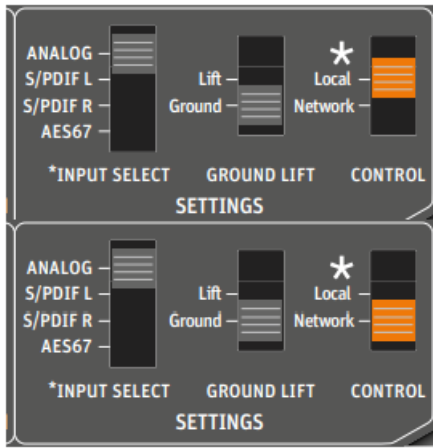 ANALOG
S/PDIF L
S/PDIF R
AES67
Lift
Ground
*
Local
Network
*INPUT SELECT GROUND LIFT CONTROL
SETTINGS
ANALOG
S/PDIF L
S/PDIF R
AES67
Lift
Ground
*
Local
Network
*INPUT SELECT GROUND LIFT CONTROL
SETTINGS